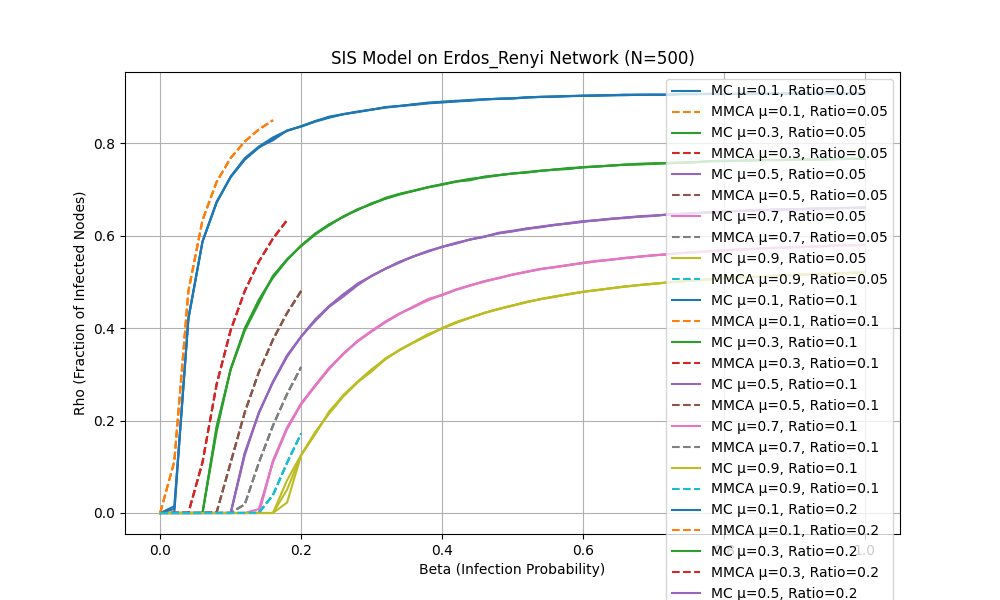 SIS Model on Erdos_Renyi Network (N=500)
Rho (Fraction of Infected Nodes)
0.8
0.6
0.4
0.2
0.0
0.0 0.2 0.4 0.6 1.0
Beta (Infection Probability)
MC μ=0.1, Ratio=0.05
MMCA μ=0.1, Ratio=0.05
MC μ=0.3, Ratio=0.05
MMCA μ=0.3, Ratio=0.05
MC μ=0.5, Ratio=0.05
MMCA μ=0.5, Ratio=0.05
MC μ=0.7, Ratio=0.05
MMCA μ=0.7, Ratio=0.05
MC μ=0.9, Ratio=0.05
MMCA μ=0.9, Ratio=0.05
MC μ=0.1, Ratio=0.1
MMCA μ=0.1, Ratio=0.1
MC μ=0.3, Ratio=0.1
MMCA μ=0.3, Ratio=0.1
MC μ=0.5, Ratio=0.1
MMCA μ=0.5, Ratio=0.1
MC μ=0.7, Ratio=0.1
MMCA μ=0.7, Ratio=0.1
MC μ=0.9, Ratio=0.1
MMCA μ=0.9, Ratio=0.1
MC μ=0.1, Ratio=0.2
MMCA μ=0.1, Ratio=0.2
MC μ=0.3, Ratio=0.2
MMCA μ=0.3, Ratio=0.2
MC μ=0.5, Ratio=0.2